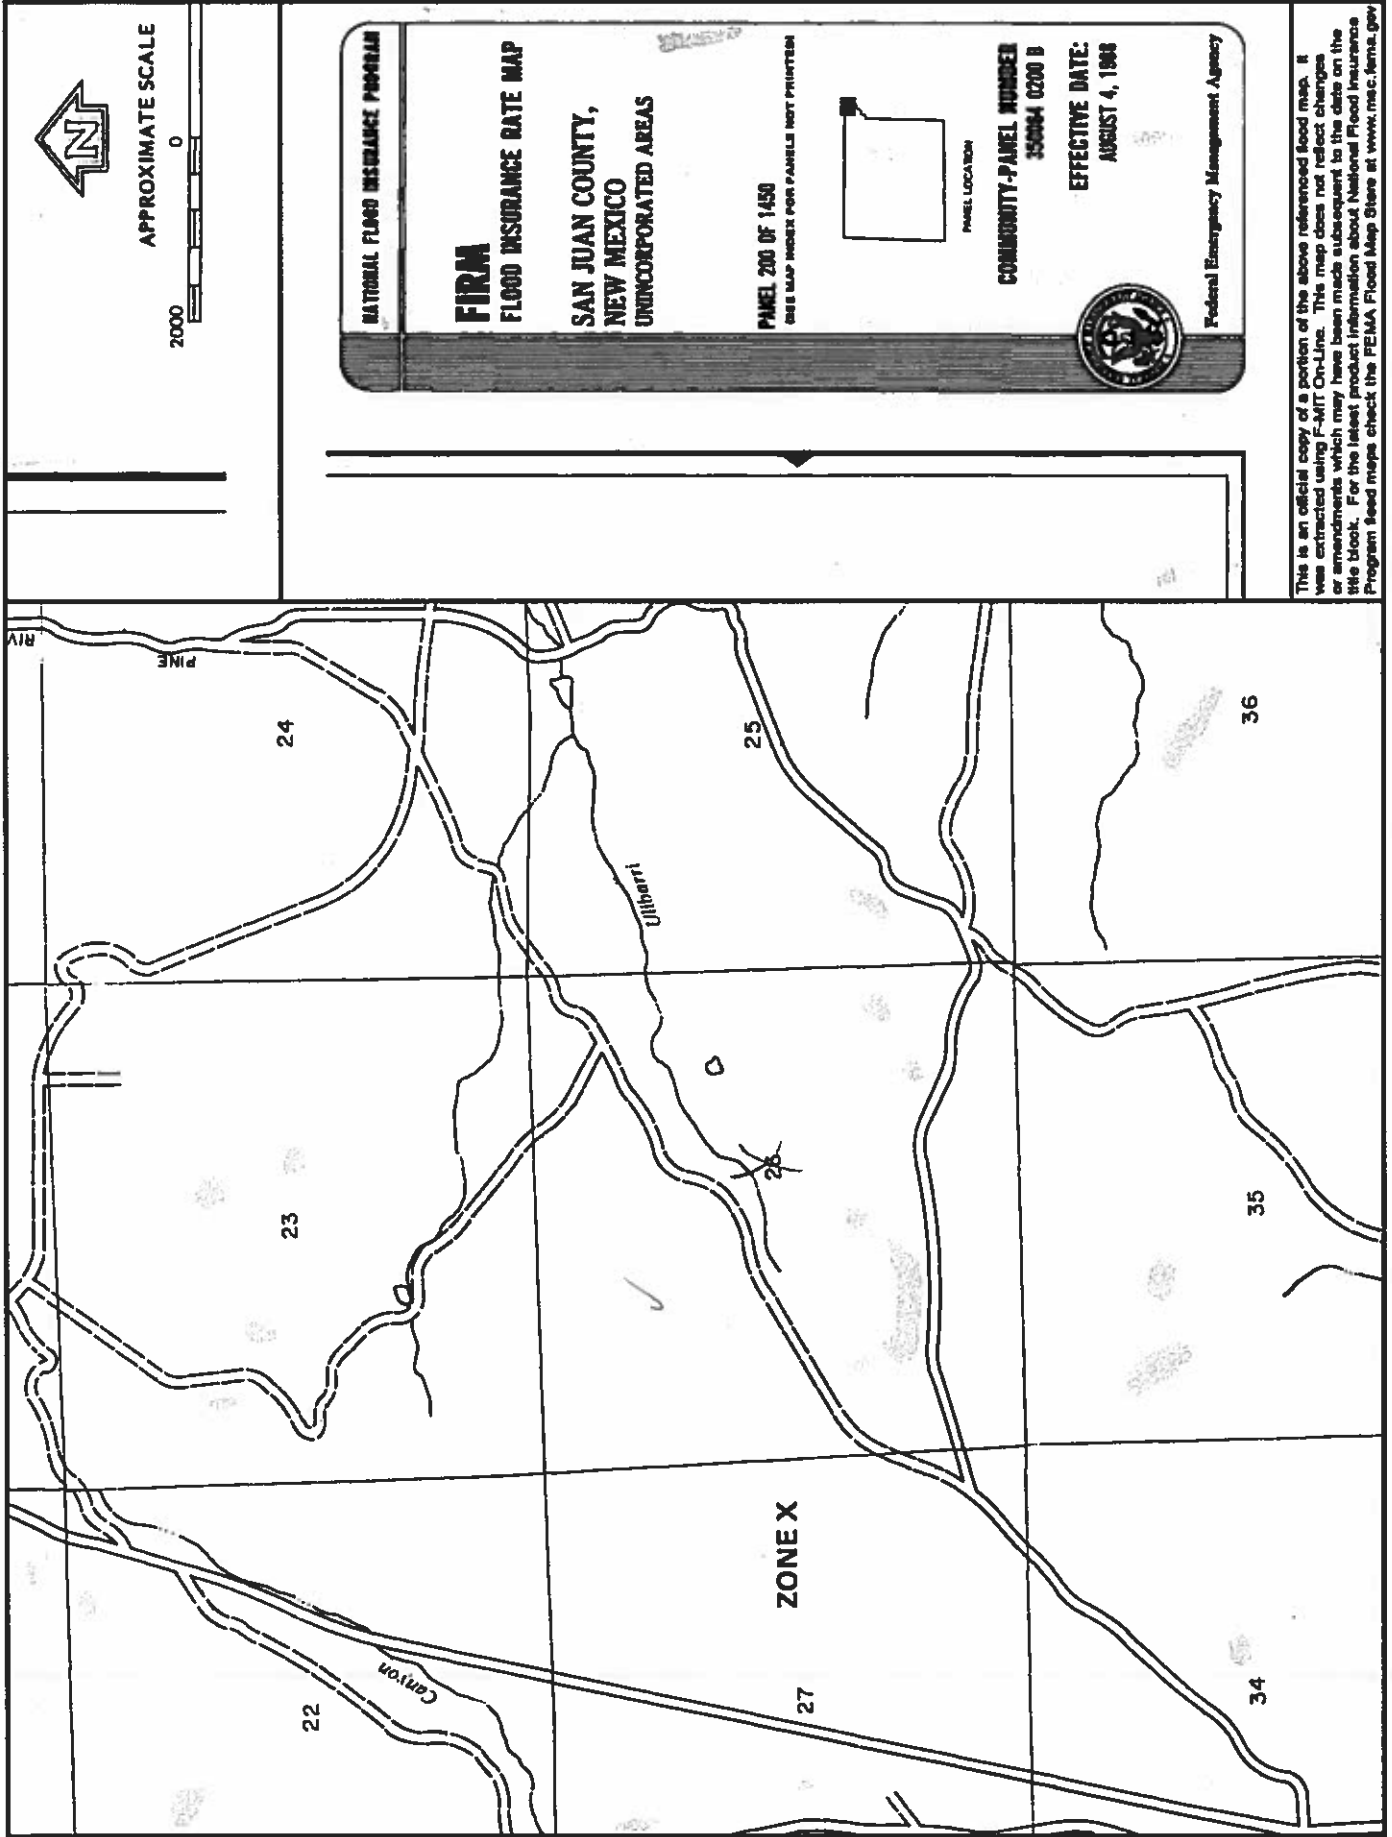 APPROXIMATE SCALE
2000 0
N
NATIONAL FLOOD INSURANCE PROGRAM
FIRM
FLOOD INSURANCE RATE MAP
SAN JUAN COUNTY,
NEW MEXICO
UNINCORPORATED AREAS
PANEL 200 OF 1450
(SEE MAP INDEX FOR PANELS NOT PRINTED)
PANEL LOCATION
COMMUNITY-PANEL NUMBER
350064 0200 B
EFFECTIVE DATE:
AUGUST 4, 1988
Federal Emergency Management Agency
This is an official copy of a portion of the above referenced flood map. It
was extracted using F-MIT On-Line. This map does not reflect changes
or amendments which may have been made subsequent to the date on the
title block. For the latest product information about National Flood Insurance
Program flood maps check the FEMA Flood Map Store at www.msc.fema.gov
RIV
PINE
24
23
22
Canyon
Ulibarri
25
26
27
ZONE X
36
35
34